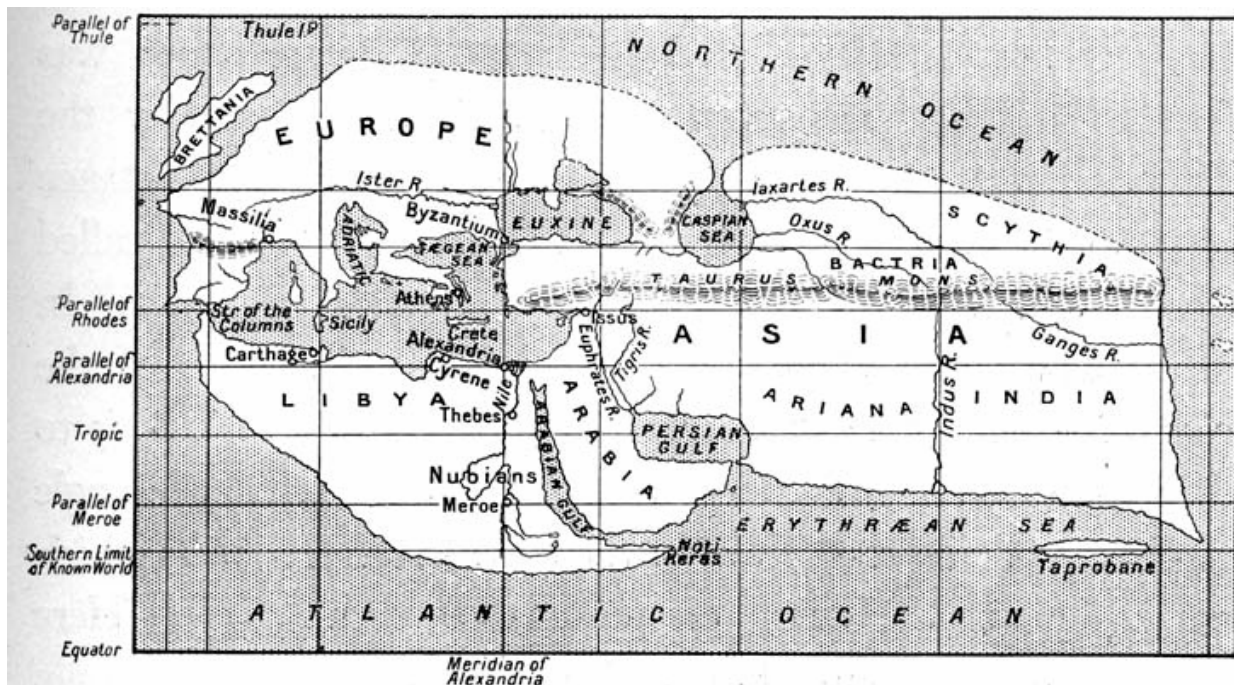 Parallel of
Thule
Thule Iᴰ
NORTHERN OCEAN
BRETTANIA
EUROPE
Ister R.
Iaxartes R.
SCYTHIA
Massilia
Byzantium
EUXINE
CASPIAN
SEA
Oxus R.
ADRIATIC
ÆGEAN
SEA
BACTRIA
TAURUS MONS
Parallel of
Rhodes
Str of the
Columns
Sicily
Athens
Issus
ASIA
Crete
Carthage
Alexandria
Euphrates R.
Tigris R.
Ganges R.
Parallel of
Alexandria
Cyrene
LIBYA
Nile
Thebes
ARABIA
ARIANA
Indus R.
INDIA
Tropic
ARABIAN GULF
PERSIAN
GULF
Nubians
Parallel of
Meroe
Meroe
ERYTHRÆAN SEA
Southern Limit
of Known World
Noti
Keras
Taprobane
ATLANTIC OCEAN
Equator
Meridian of
Alexandria